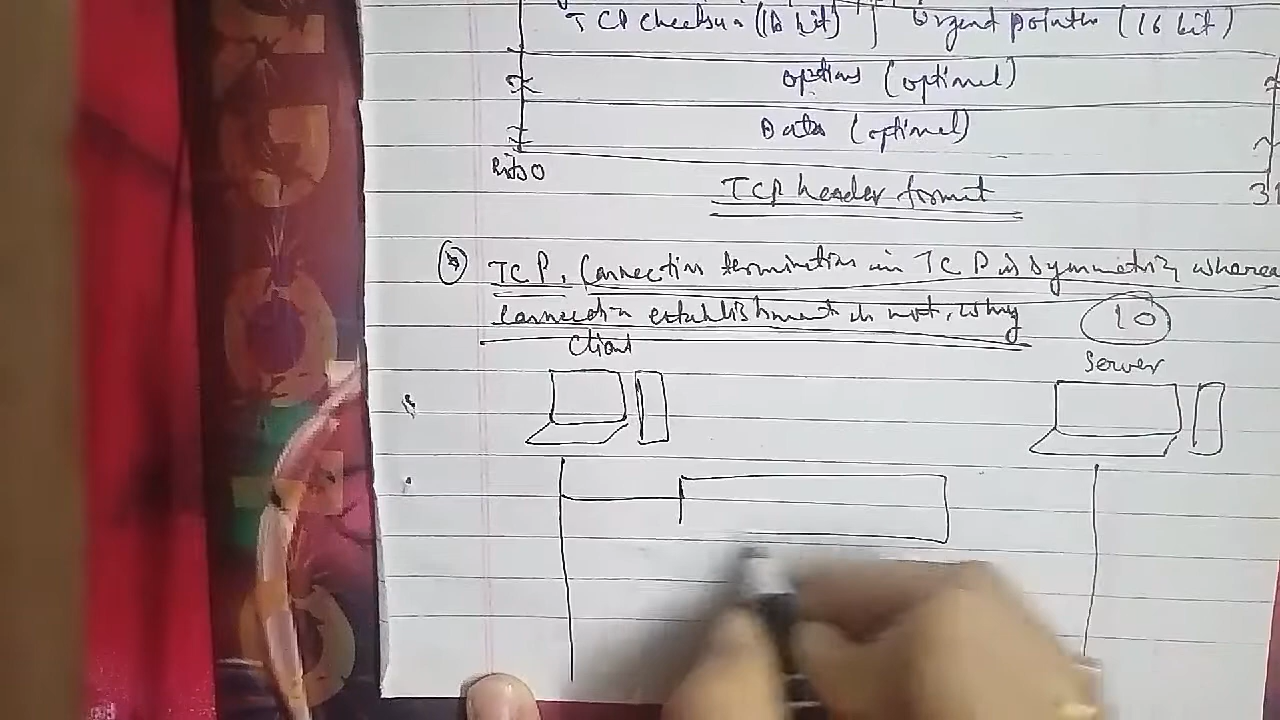 TCP Checksum (16 bit) Urgent pointer (16 bit)
options (optional)
Data (optional)
Bits 0 31
TCP header format
TCP, Connection termination in TCP is symmetric, whereas
connection establishment is not, why 10
Client
Server